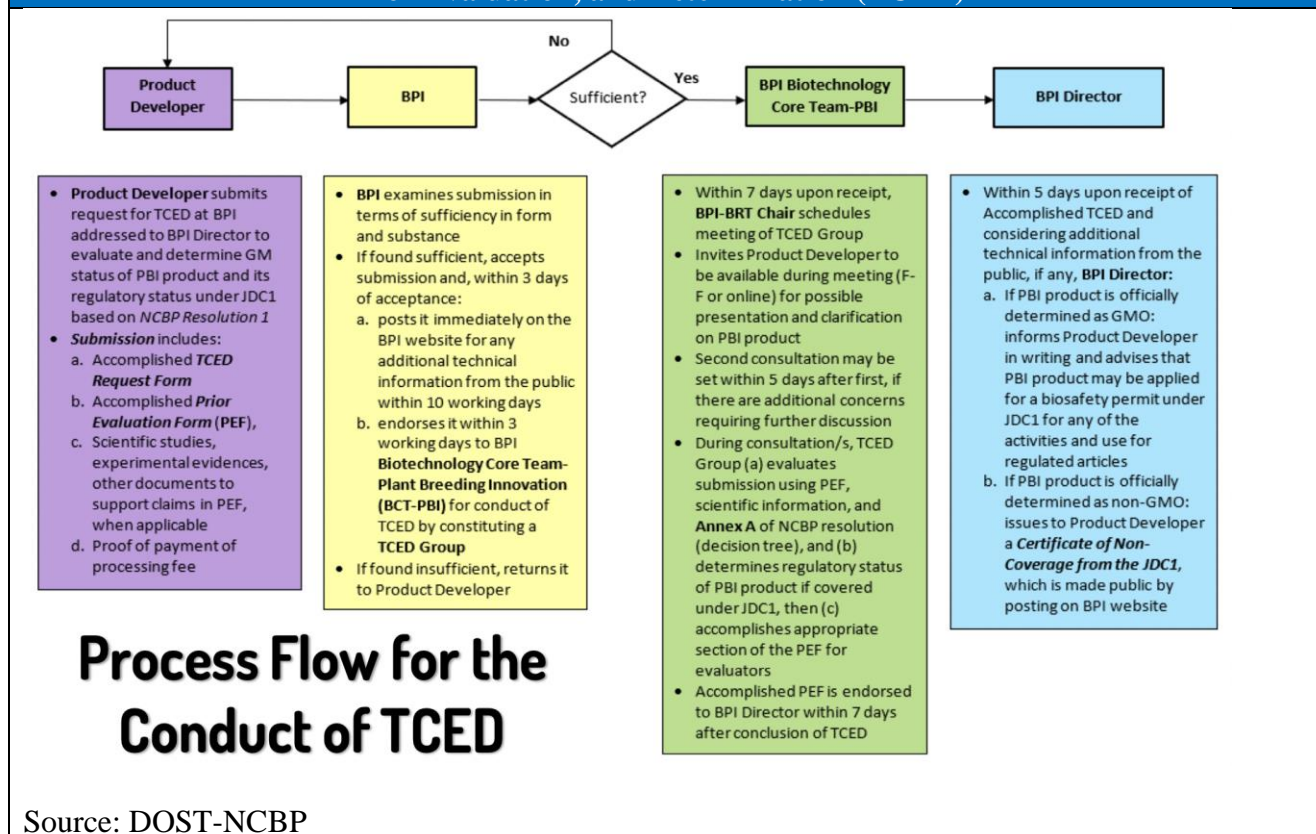 No
Product
Developer
BPI
Sufficient?
Yes
BPI Biotechnology
Core Team-PBI
BPI Director
• Product Developer submits
request for TCED at BPI
addressed to BPI Director to
evaluate and determine GM
status of PBI product and its
regulatory status under JDC1
based on NCBP Resolution 1
• Submission includes:
a. Accomplished TCED
Request Form
b. Accomplished Prior
Evaluation Form (PEF),
c. Scientific studies,
experimental evidences,
other documents to
support claims in PEF,
when applicable
d. Proof of payment of
processing fee
• BPI examines submission in
terms of sufficiency in form
and substance
• If found sufficient, accepts
submission and, within 3 days
of acceptance:
a. posts it immediately on the
BPI website for any
additional technical
information from the public
within 10 working days
b. endorses it within 3
working days to BPI
Biotechnology Core Team-
Plant Breeding Innovation
(BCT-PBI) for conduct of
TCED by constituting a
TCED Group
• If found insufficient, returns it
to Product Developer
• Within 7 days upon receipt,
BPI-BRT Chair schedules
meeting of TCED Group
• Invites Product Developer to
be available during meeting (F-
F or online) for possible
presentation and clarification
on PBI product
• Second consultation may be
set within 5 days after first, if
there are additional concerns
requiring further discussion
• During consultation/s, TCED
Group (a) evaluates
submission using PEF,
scientific information, and
Annex A of NCBP resolution
(decision tree), and (b)
determines regulatory status
of PBI product if covered
under JDC1, then (c)
accomplishes appropriate
section of the PEF for
evaluators
• Accomplished PEF is endorsed
to BPI Director within 7 days
after conclusion of TCED
• Within 5 days upon receipt of
Accomplished TCED and
considering additional
technical information from the
public, if any, BPI Director:
a. If PBI product is officially
determined as GMO:
informs Product Developer
in writing and advises that
PBI product may be applied
for a biosafety permit under
JDC1 for any of the
activities and use for
regulated articles
b. If PBI product is officially
determined as non-GMO:
issues to Product Developer
a Certificate of Non-
Coverage from the JDC1,
which is made public by
posting on BPI website
Process Flow for the
Conduct of TCED
Source: DOST-NCBP